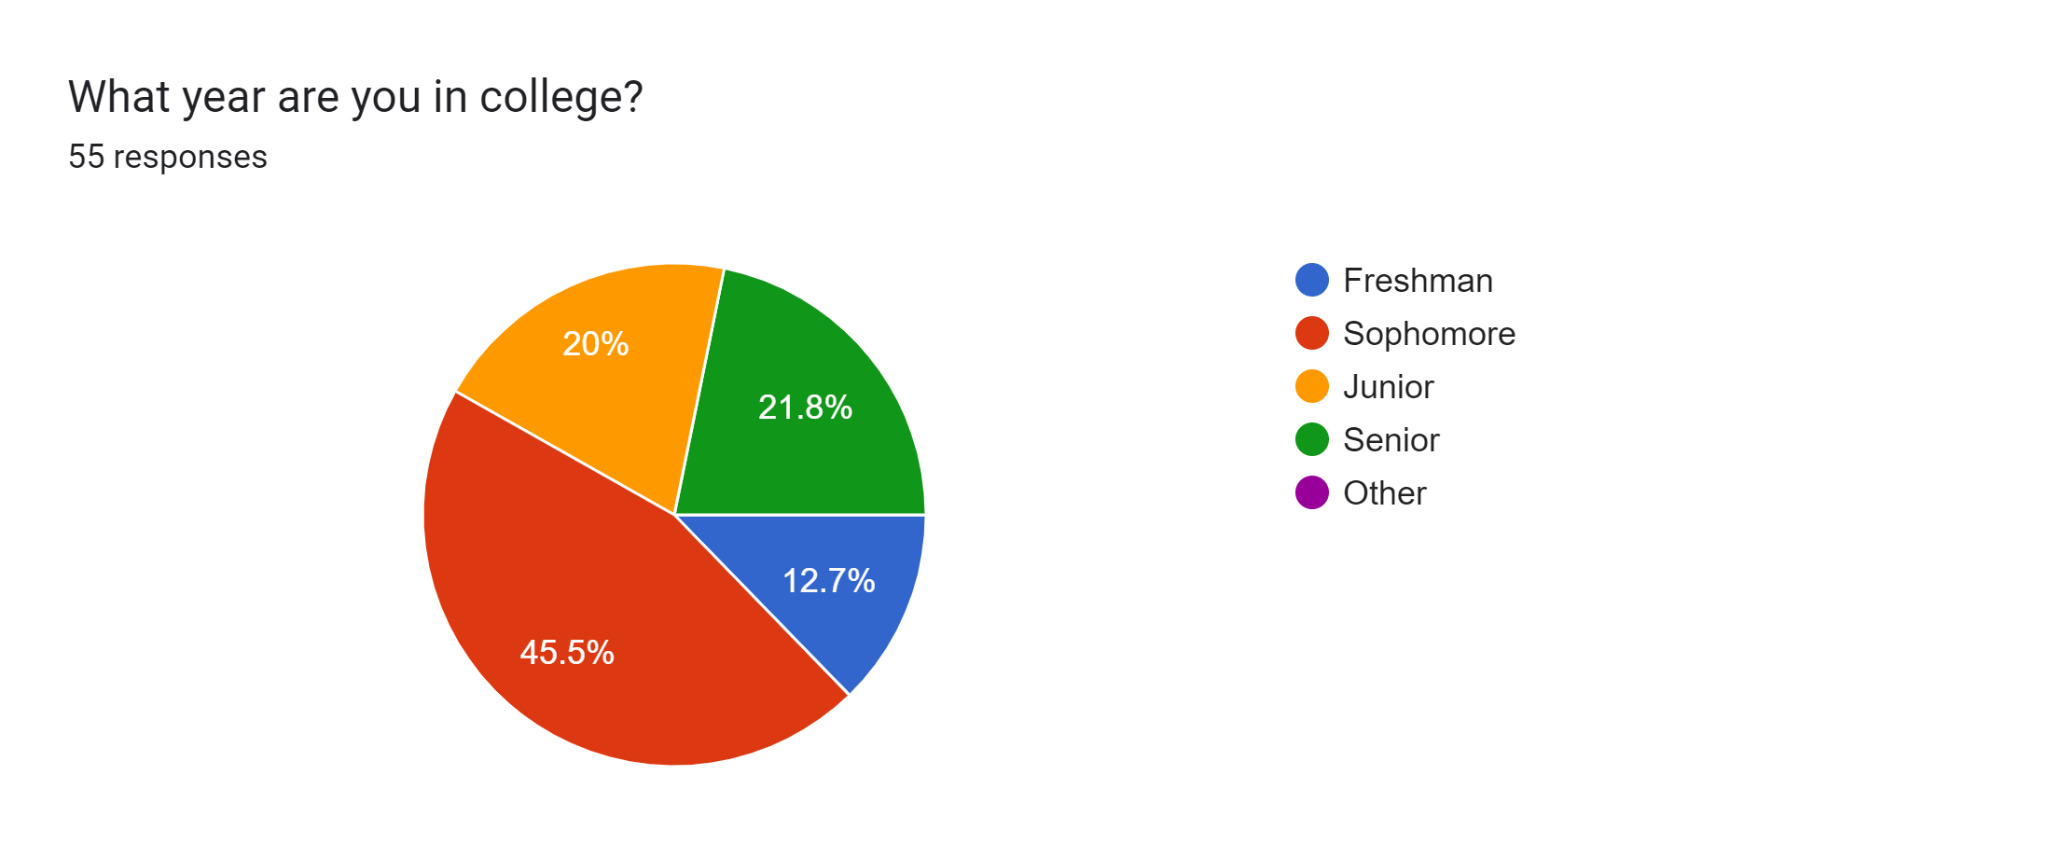 What year are you in college?
55 responses
20%
21.8%
12.7%
45.5%
Freshman
Sophomore
Junior
Senior
Other